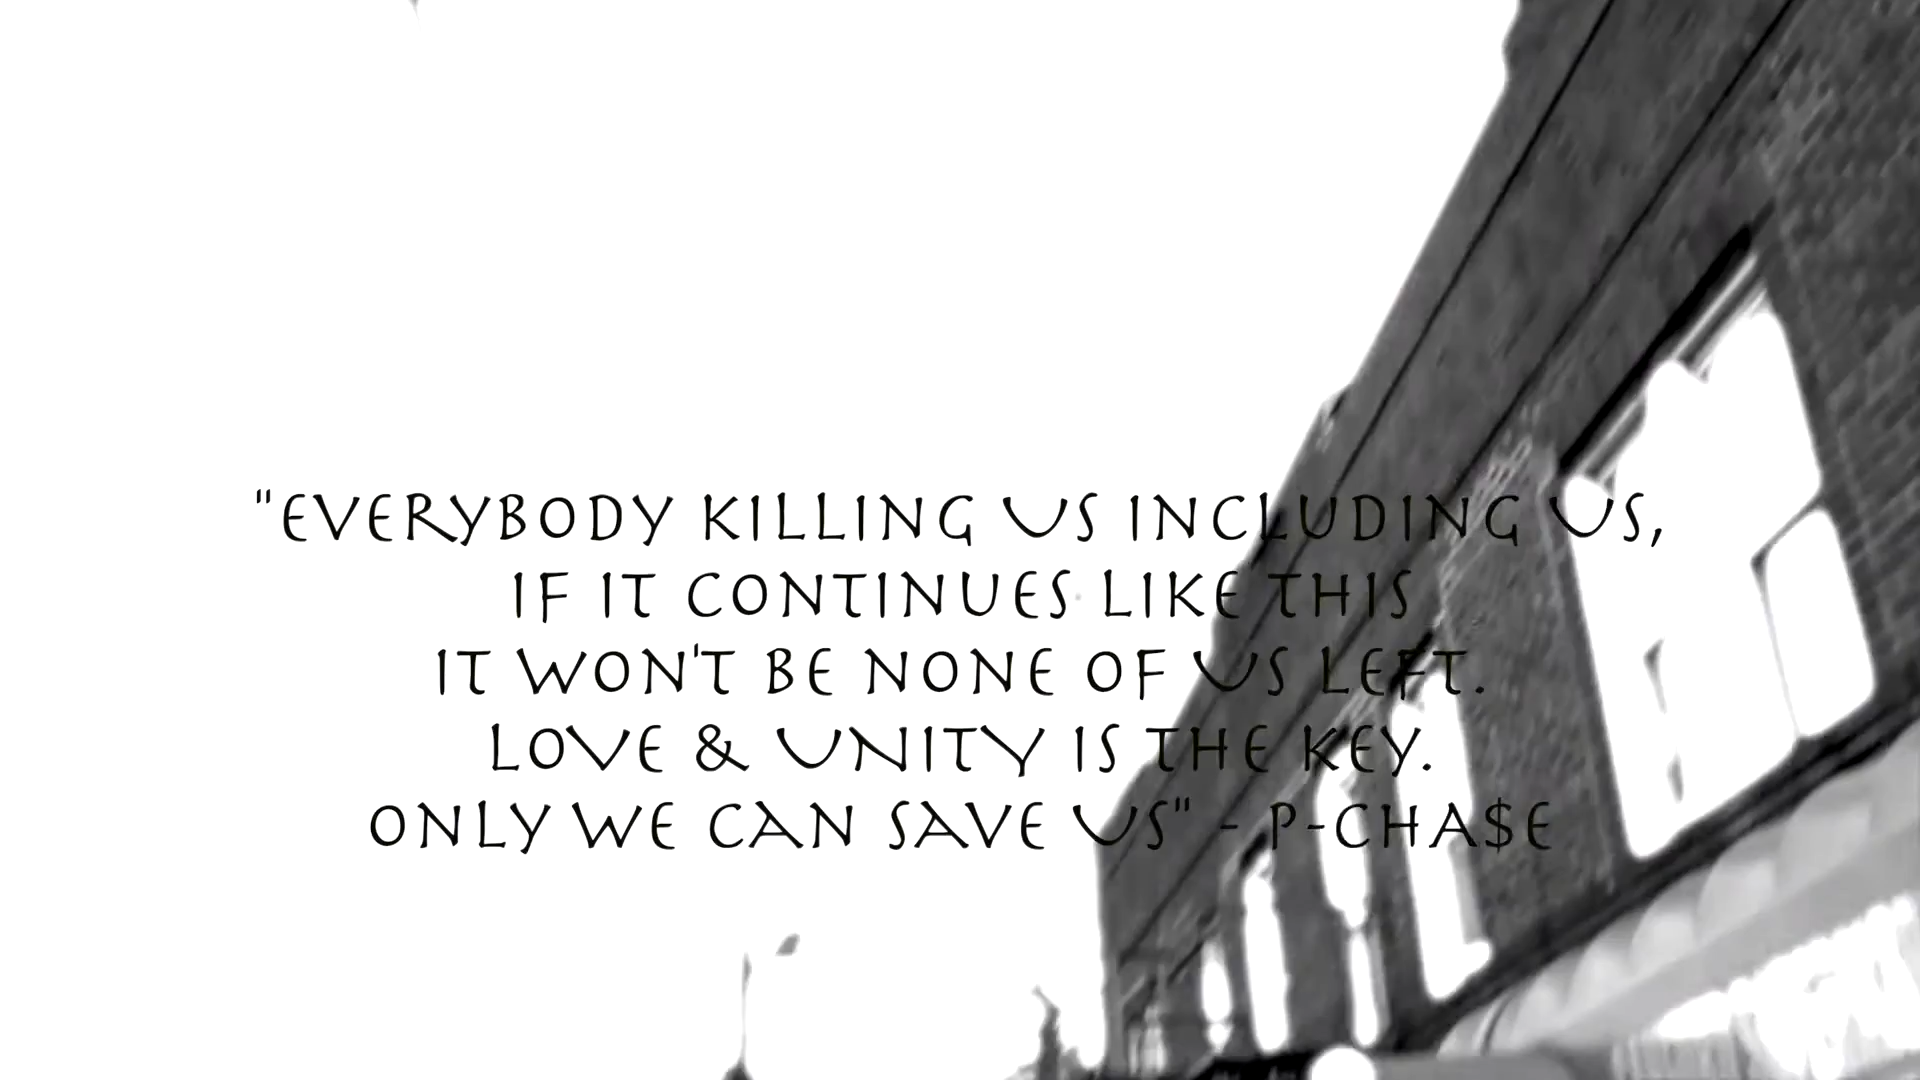 "EVERYBODY KILLING US INCLUDING US,
IF IT CONTINUES LIKE THIS
IT WON'T BE NONE OF US LEFT.
LOVE & UNITY IS THE KEY.
ONLY WE CAN SAVE US" - P-CHA$E